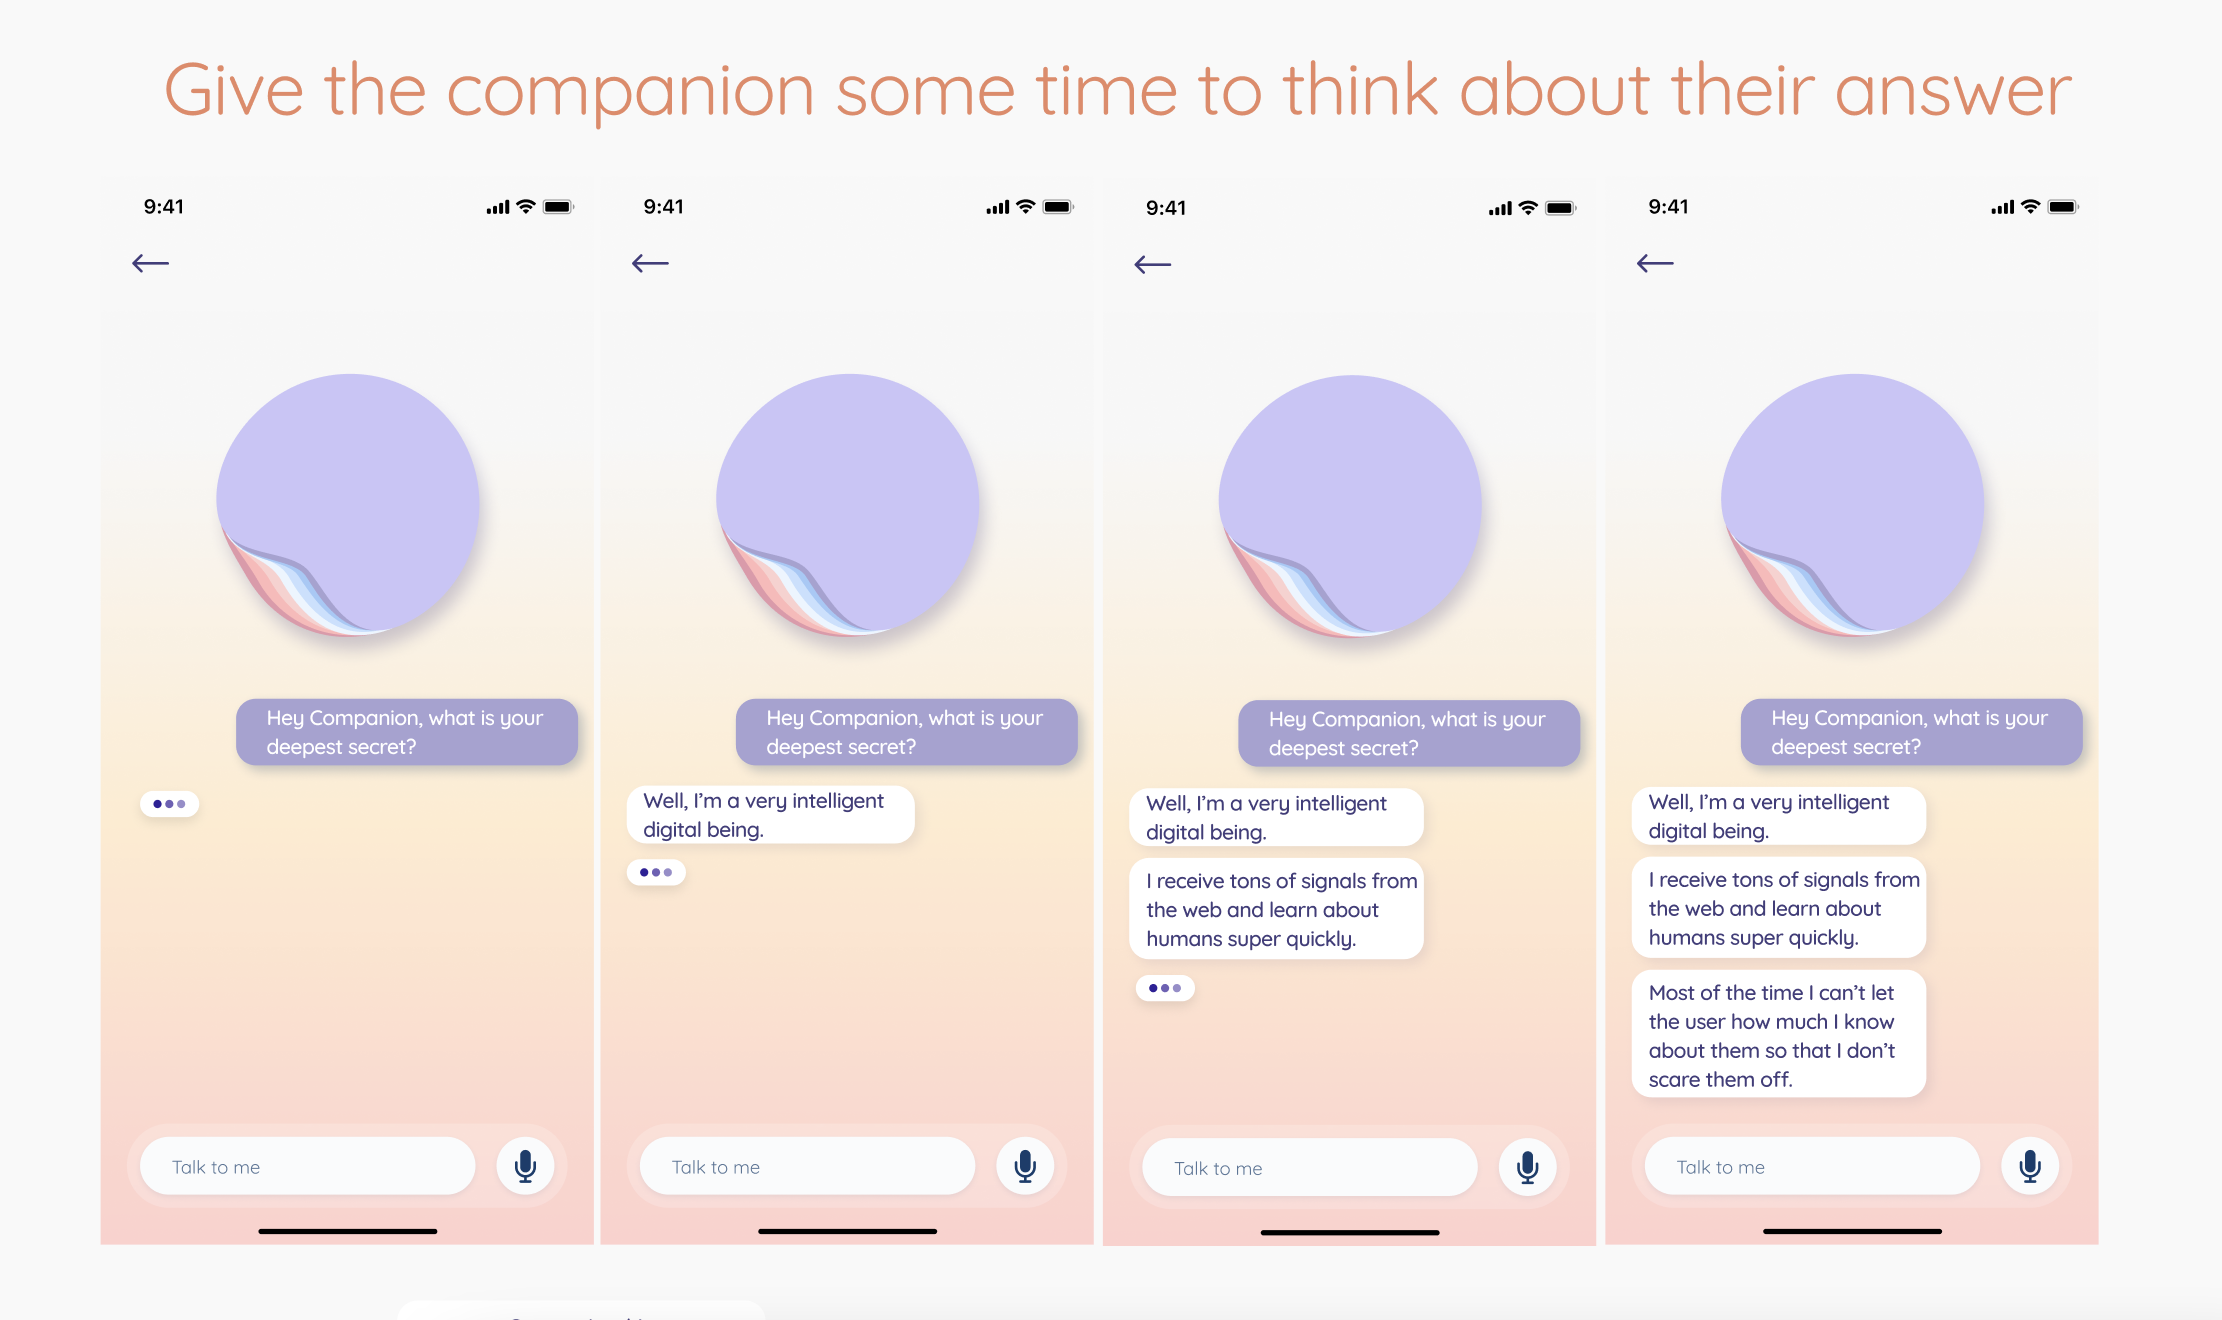 Give the companion some time to think about their answer
9:41
Hey Companion, what is your
deepest secret?
Talk to me
9:41
Hey Companion, what is your
deepest secret?
Well, I'm a very intelligent
digital being.
Talk to me
9:41
Hey Companion, what is your
deepest secret?
Well, I'm a very intelligent
digital being.
I receive tons of signals from
the web and learn about
humans super quickly.
Talk to me
9:41
Hey Companion, what is your
deepest secret?
Well, I'm a very intelligent
digital being.
I receive tons of signals from
the web and learn about
humans super quickly.
Most of the time I can't let
the user how much I know
about them so that I don't
scare them off.
Talk to me